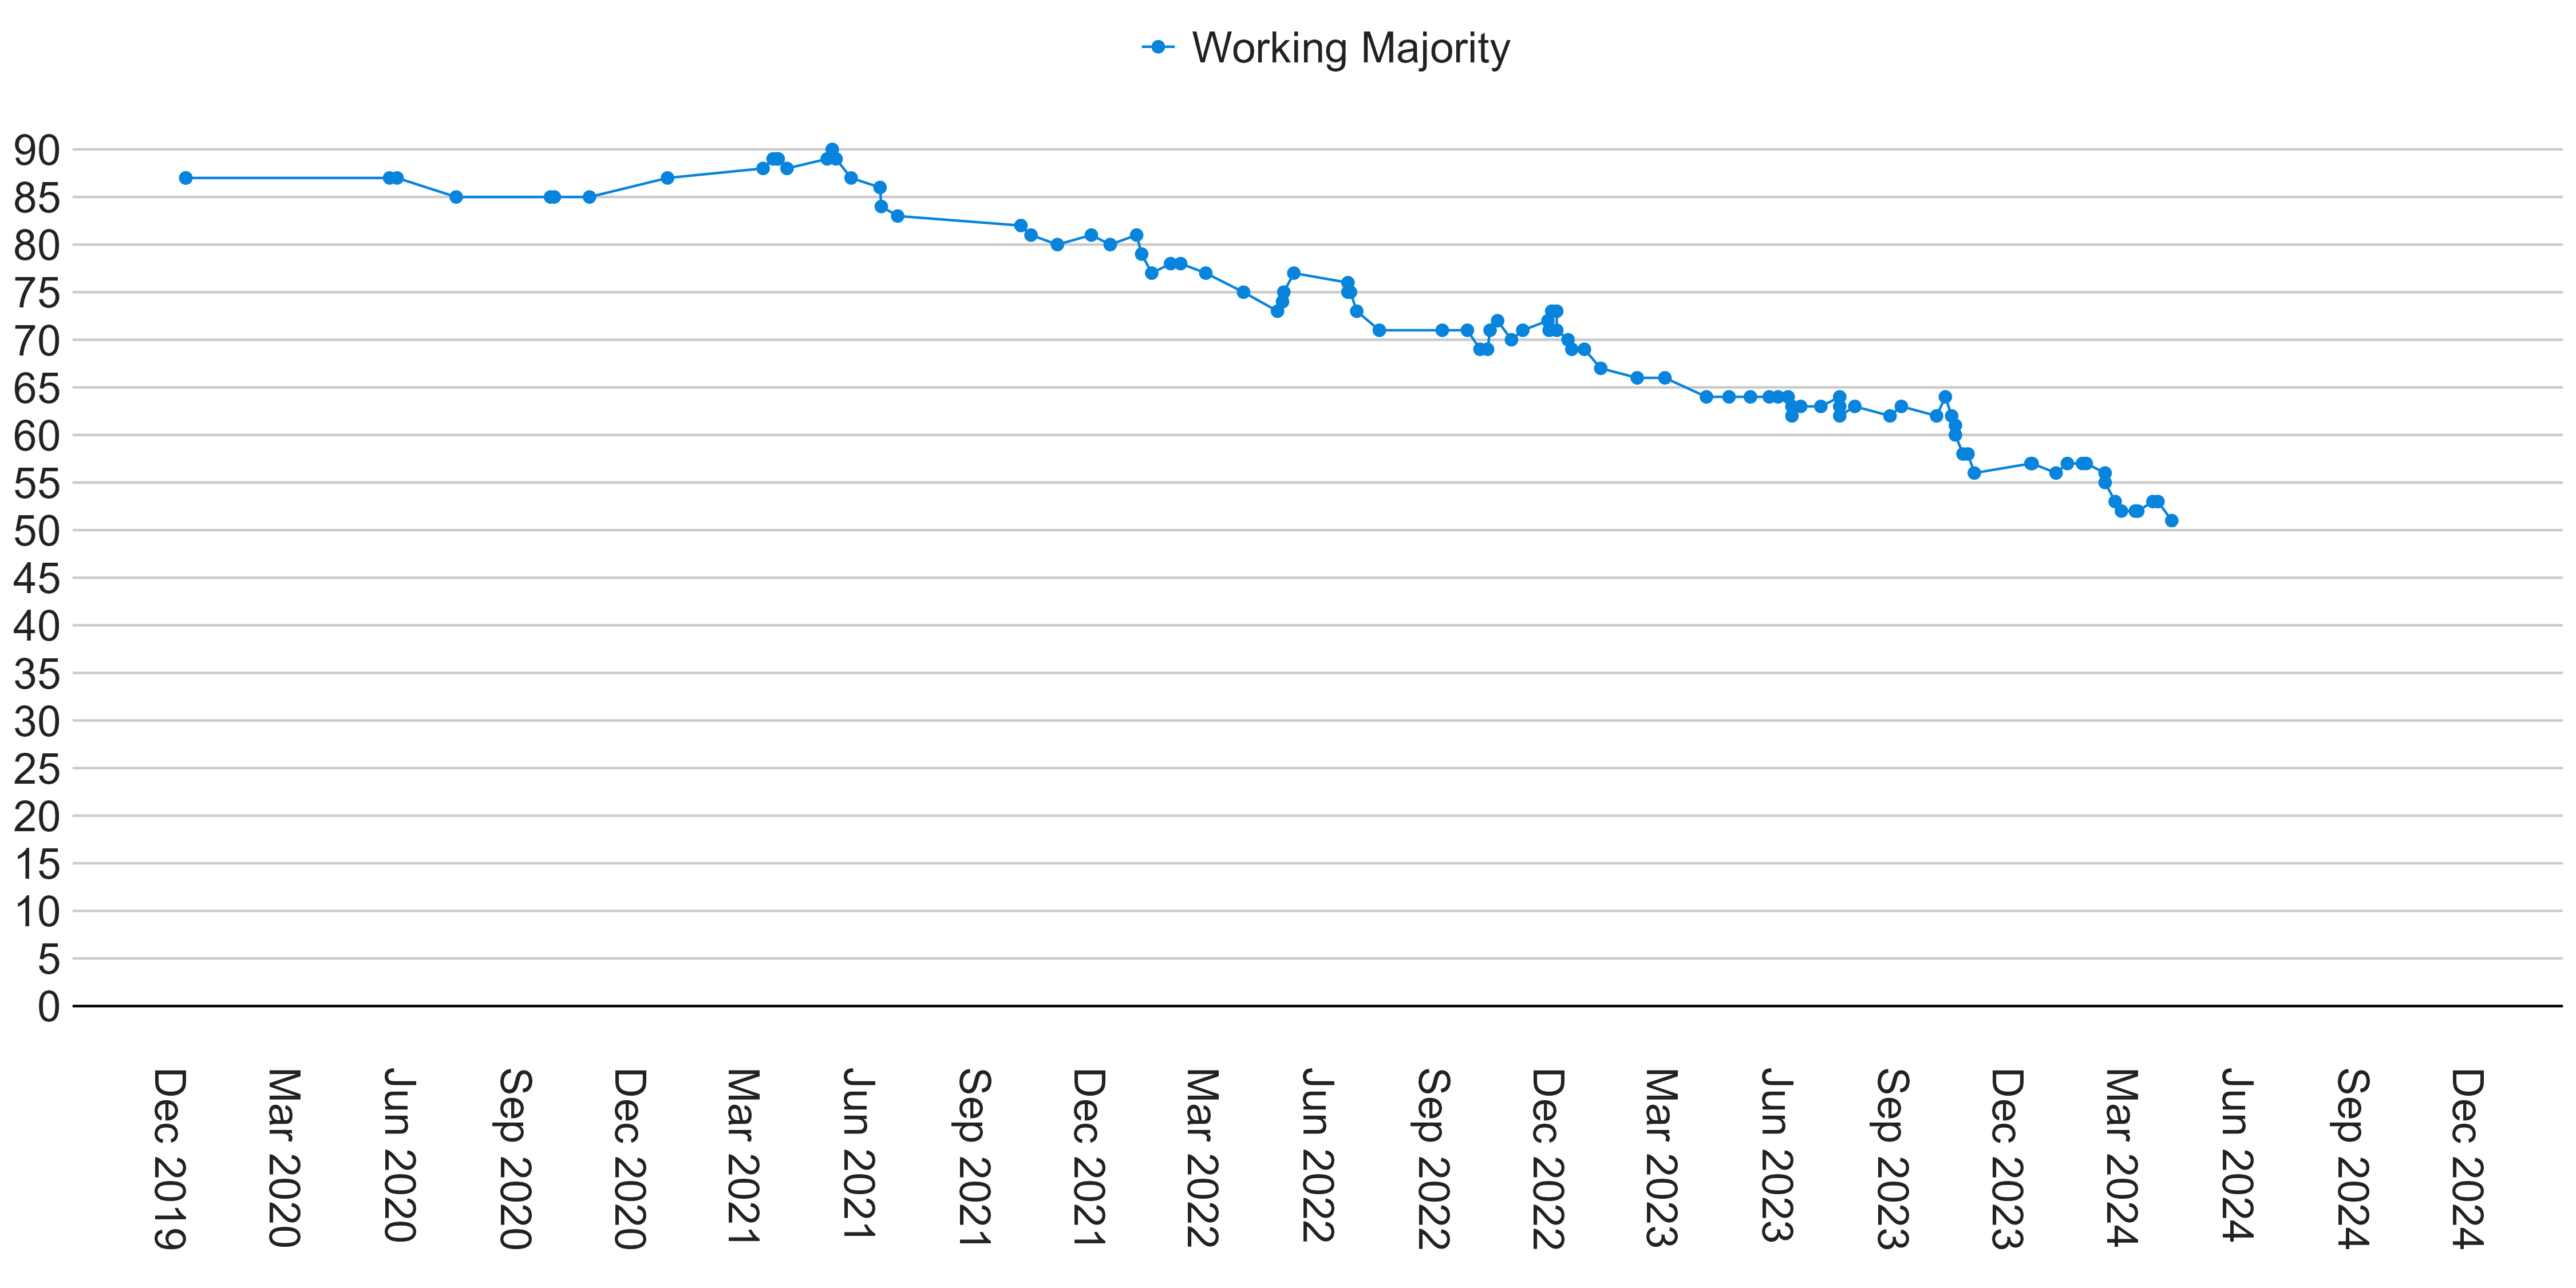 Working Majority
90
85
80
75
70
65
60
55
50
45
40
35
30
25
20
15
10
5
0
Dec 2019
Mar 2020
Jun 2020
Sep 2020
Dec 2020
Mar 2021
Jun 2021
Sep 2021
Dec 2021
Mar 2022
Jun 2022
Sep 2022
Dec 2022
Mar 2023
Jun 2023
Sep 2023
Dec 2023
Mar 2024
Jun 2024
Sep 2024
Dec 2024